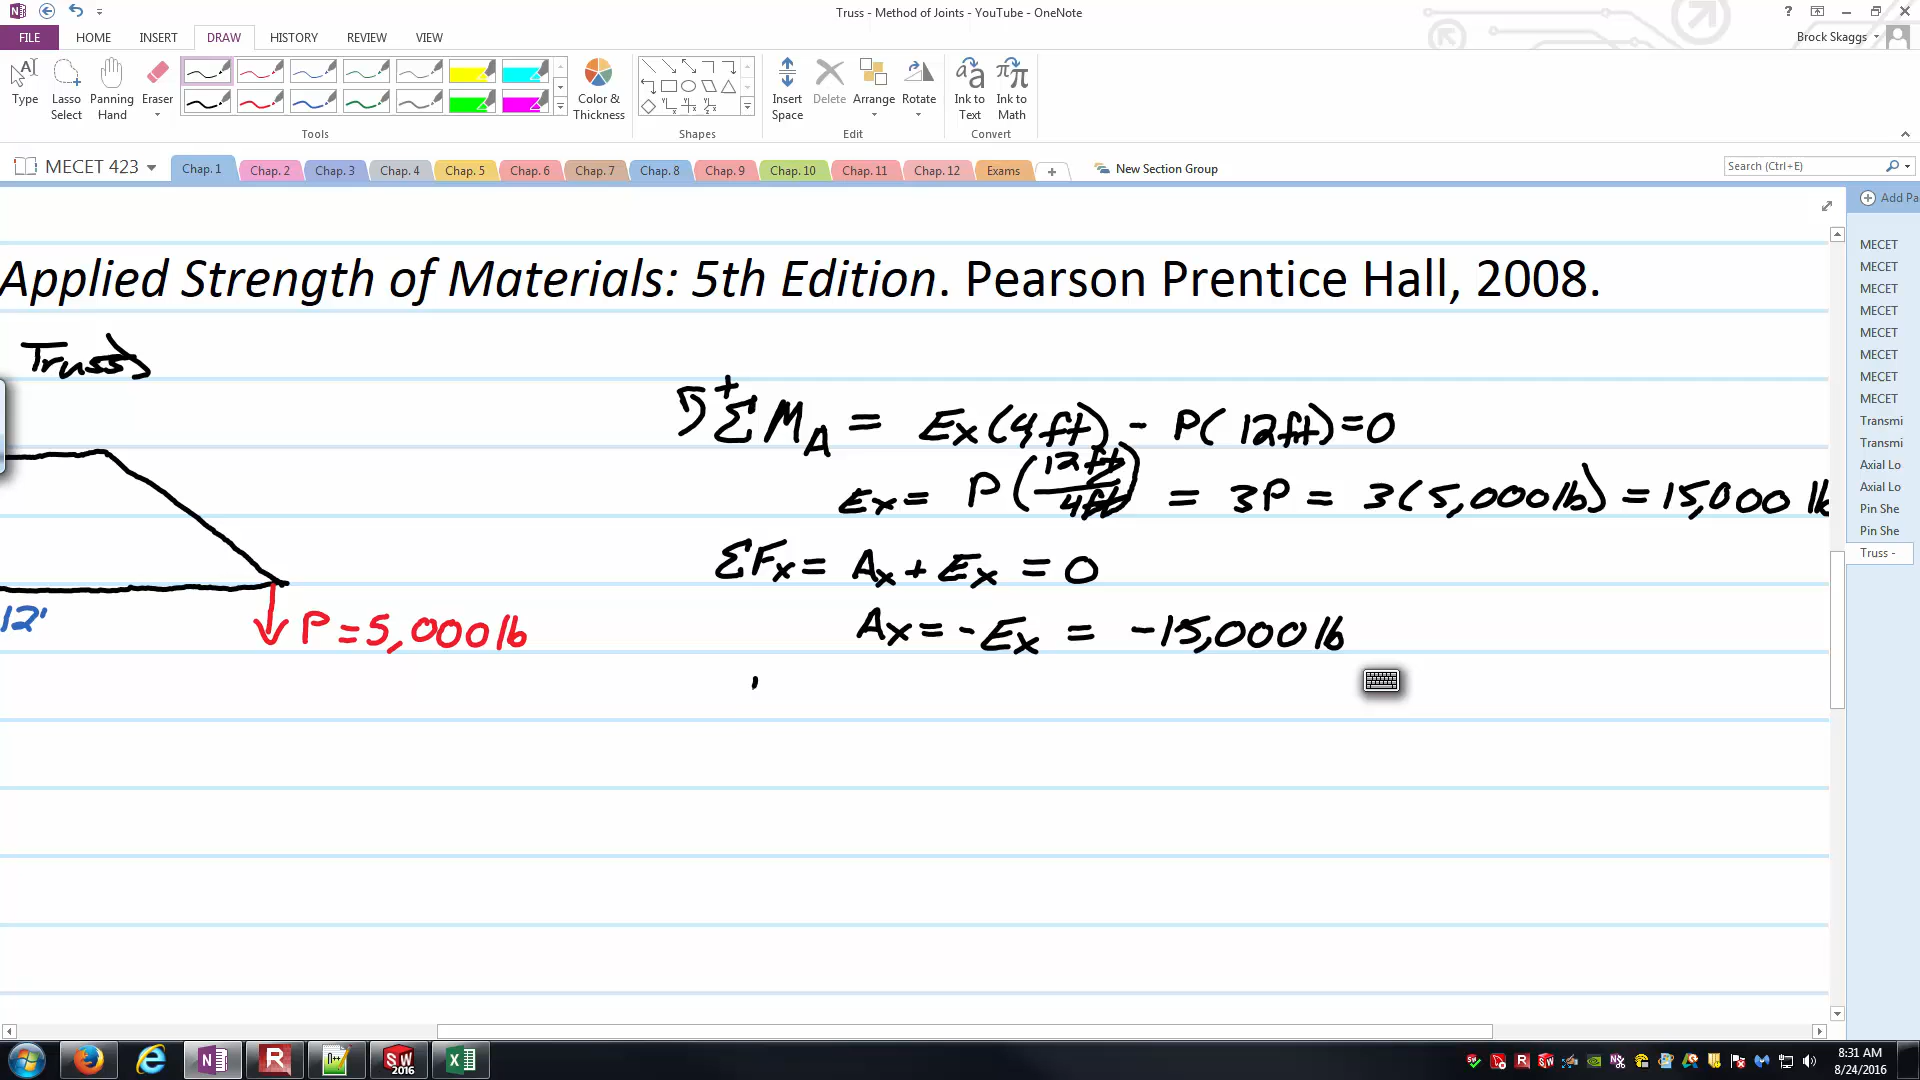 Truss - Method of Joints - YouTube - OneNote
FILE HOME INSERT DRAW HISTORY REVIEW VIEW
Brock Skaggs
Type Lasso Select Panning Hand Eraser
Color & Thickness
Insert Space Delete Arrange Rotate Ink to Text Ink to Math
Tools Shapes Edit Convert
MECET 423 Chap. 1 Chap. 2 Chap. 3 Chap. 4 Chap. 5 Chap. 6 Chap. 7 Chap. 8 Chap. 9 Chap. 10 Chap. 11 Chap. 12 Exams New Section Group
Search (Ctrl+E)
Add Pa
MECET
MECET
MECET
MECET
MECET
MECET
MECET
MECET
Transmi
Transmi
Axial Lo
Axial Lo
Pin She
Pin She
Truss -
Applied Strength of Materials: 5th Edition. Pearson Prentice Hall, 2008.
Truss
+ΣM_A = Ex(4ft) - P(12ft)=0
Ex = P(12ft/4ft) = 3P = 3(5,000lb) = 15,000 lb
ΣFx = Ax + Ex = 0
Ax = -Ex = -15,000 lb
12'
P = 5,000 lb
8:31 AM
8/24/2016